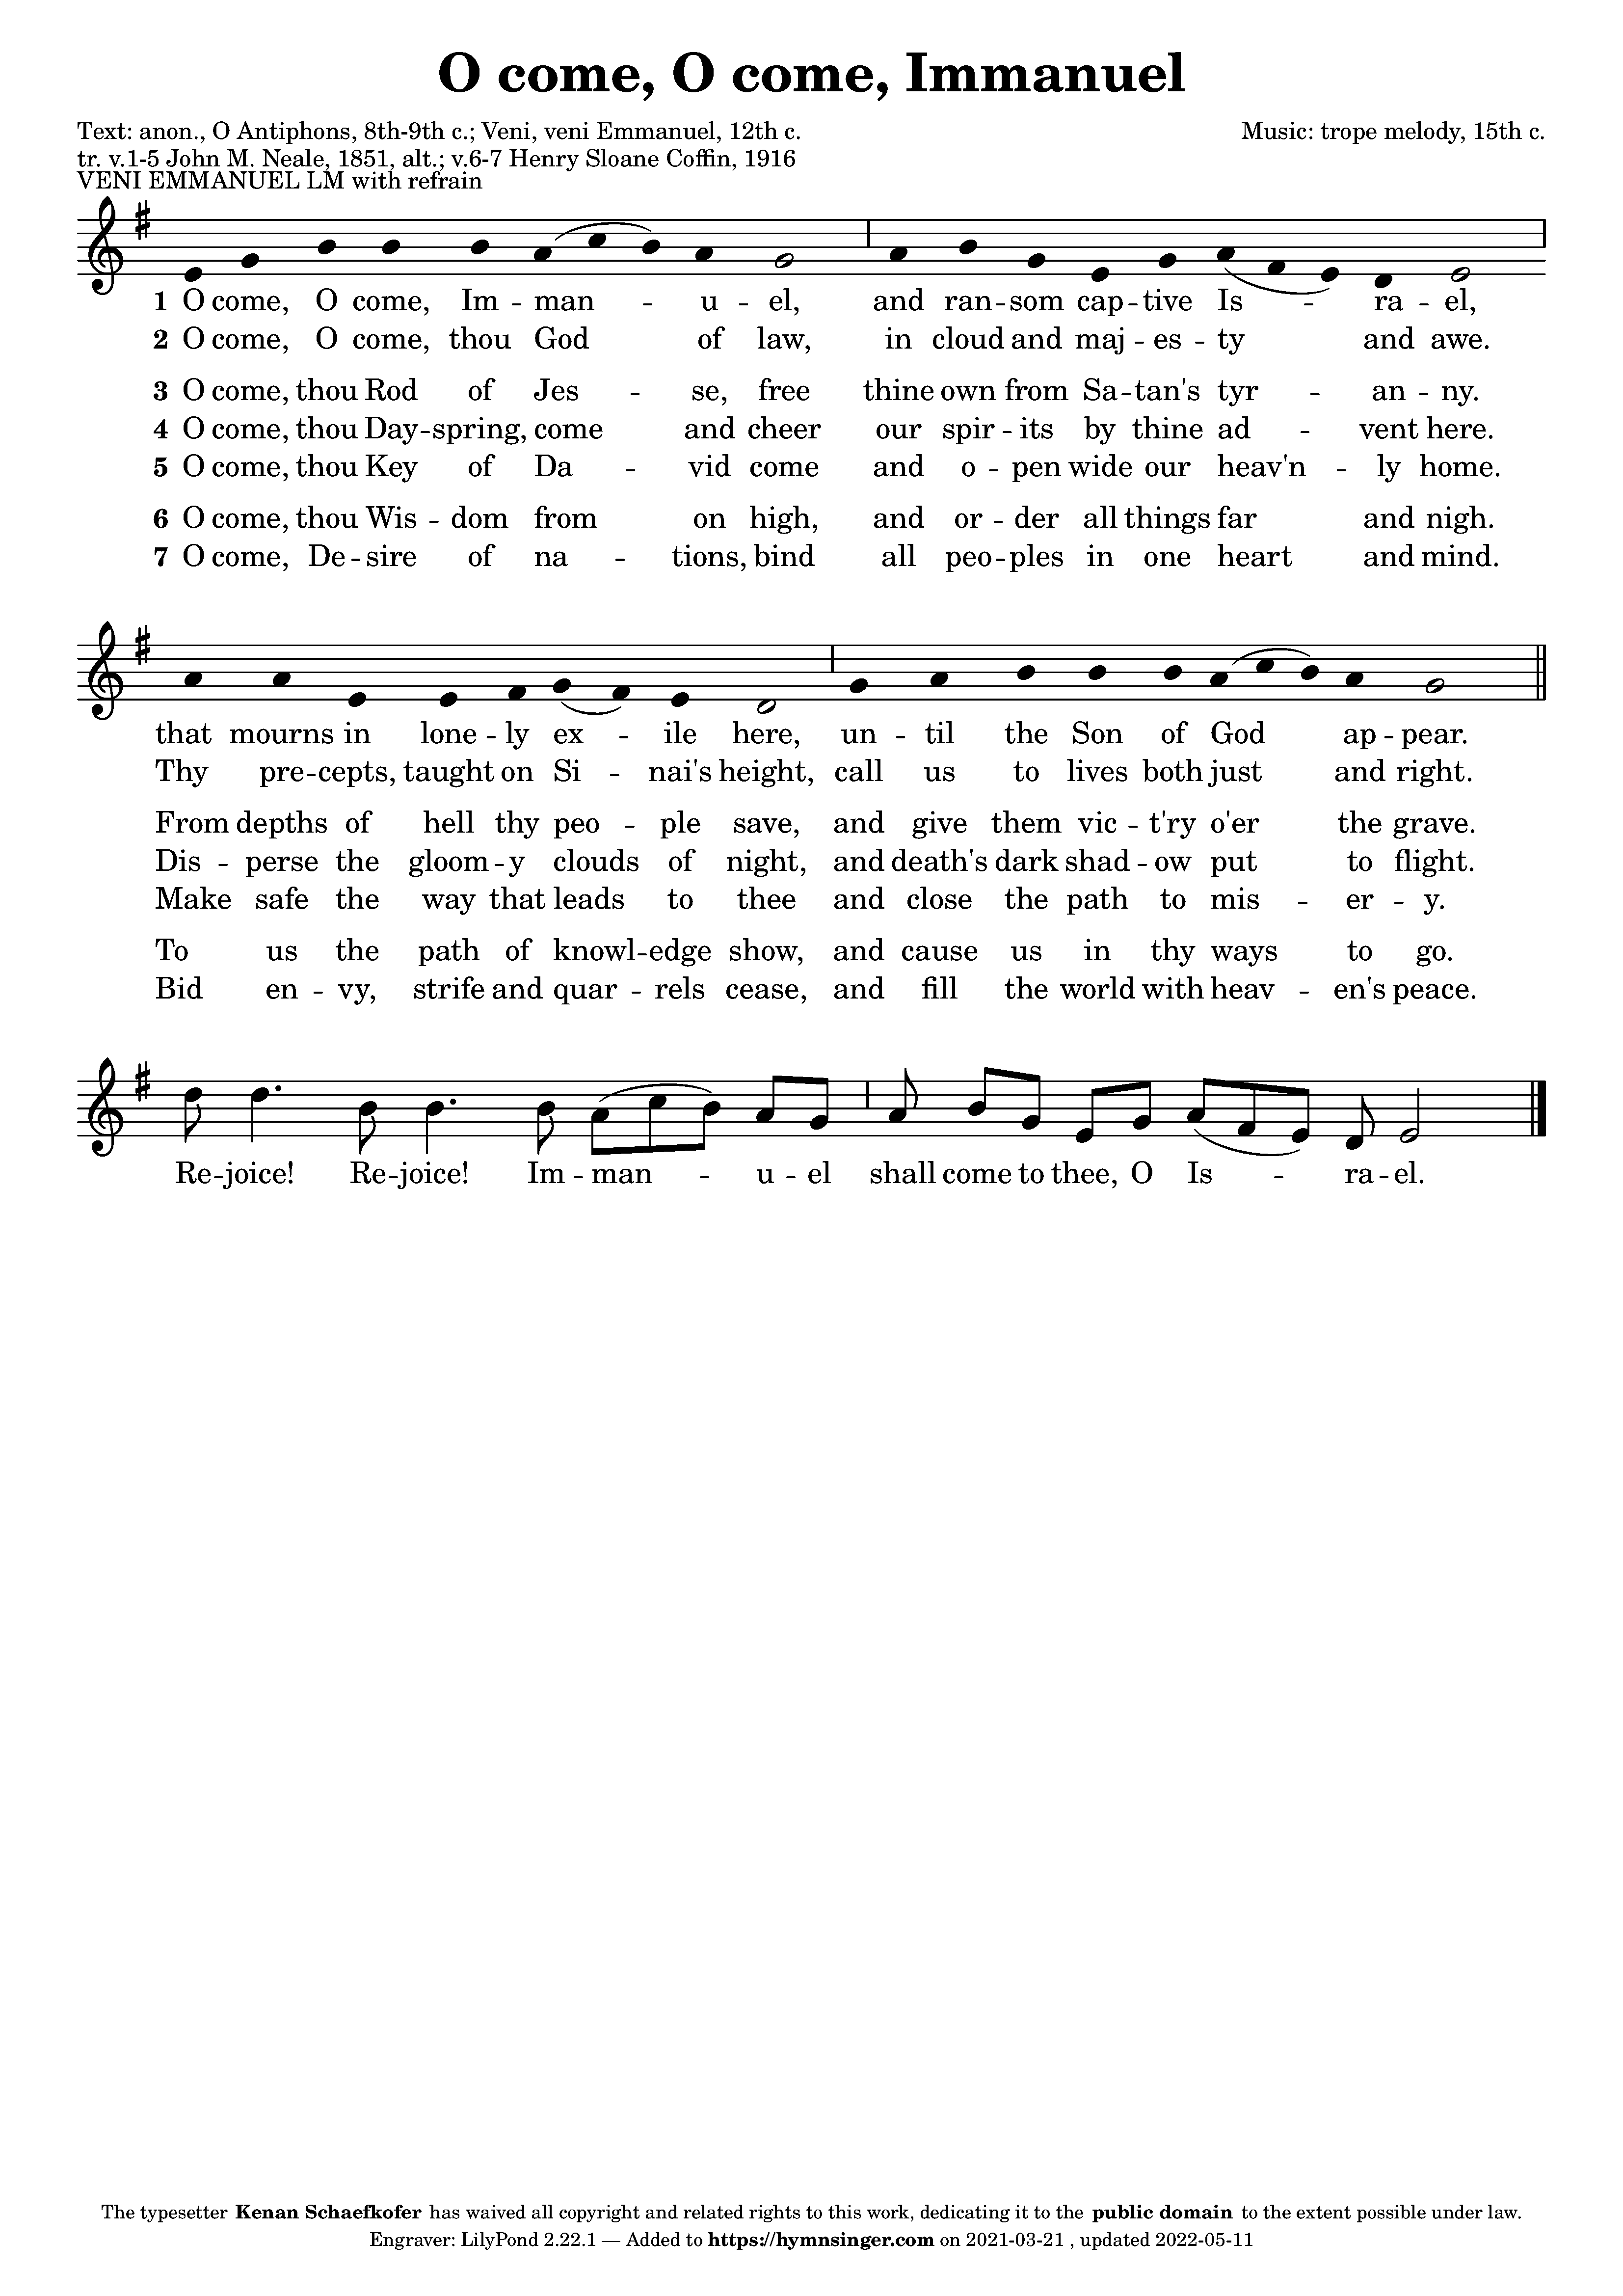 O come, O come, Immanuel
Text: anon., O Antiphons, 8th-9th c.; Veni, veni Emmanuel, 12th c.
Music: trope melody, 15th c.
tr. v.1-5 John M. Neale, 1851, alt.; v.6-7 Henry Sloane Coffin, 1916
VENI EMMANUEL LM with refrain
1 O come, O come, Im -- man -- u -- el, and ran -- som cap -- tive Is -- ra -- el,
2 O come, O come, thou God of law, in cloud and maj -- es -- ty and awe.
3 O come, thou Rod of Jes -- se, free thine own from Sa -- tan's tyr -- an -- ny.
4 O come, thou Day -- spring, come and cheer our spir -- its by thine ad -- vent here.
5 O come, thou Key of Da -- vid come and o -- pen wide our heav'n -- ly home.
6 O come, thou Wis -- dom from on high, and or -- der all things far and nigh.
7 O come, De -- sire of na -- tions, bind all peo -- ples in one heart and mind.
that mourns in lone -- ly ex -- ile here, un -- til the Son of God ap -- pear.
Thy pre -- cepts, taught on Si -- nai's height, call us to lives both just and right.
From depths of hell thy peo -- ple save, and give them vic -- t'ry o'er the grave.
Dis -- perse the gloom -- y clouds of night, and death's dark shad -- ow put to flight.
Make safe the way that leads to thee and close the path to mis -- er -- y.
To us the path of knowl -- edge show, and cause us in thy ways to go.
Bid en -- vy, strife and quar -- rels cease, and fill the world with heav -- en's peace.
Re -- joice! Re -- joice! Im -- man -- u -- el shall come to thee, O Is -- ra -- el.
The typesetter Kenan Schaefkofer has waived all copyright and related rights to this work, dedicating it to the public domain to the extent possible under law.
Engraver: LilyPond 2.22.1 — Added to https://hymnsinger.com on 2021-03-21 , updated 2022-05-11